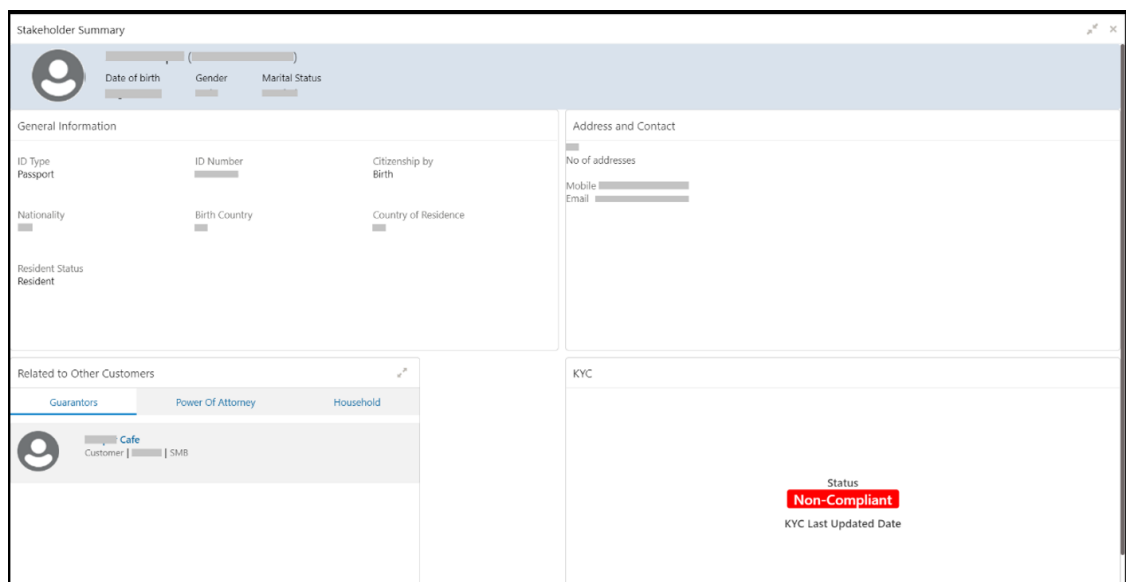 Stakeholder Summary
( )
Date of birth Gender Marital Status
General Information
ID Type ID Number Citizenship by
Passport Birth
Nationality Birth Country Country of Residence
Resident Status
Resident
Address and Contact
No of addresses
Mobile
Email
Related to Other Customers
Guarantors Power Of Attorney Household
Cafe
Customer | | SMB
KYC
Status
Non-Compliant
KYC Last Updated Date